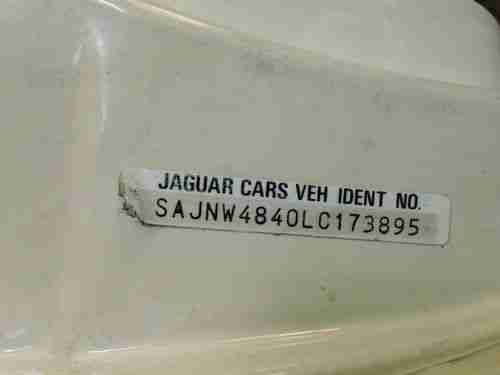 JAGUAR CARS VEH IDENT NO.
SAJNW4840LC173895